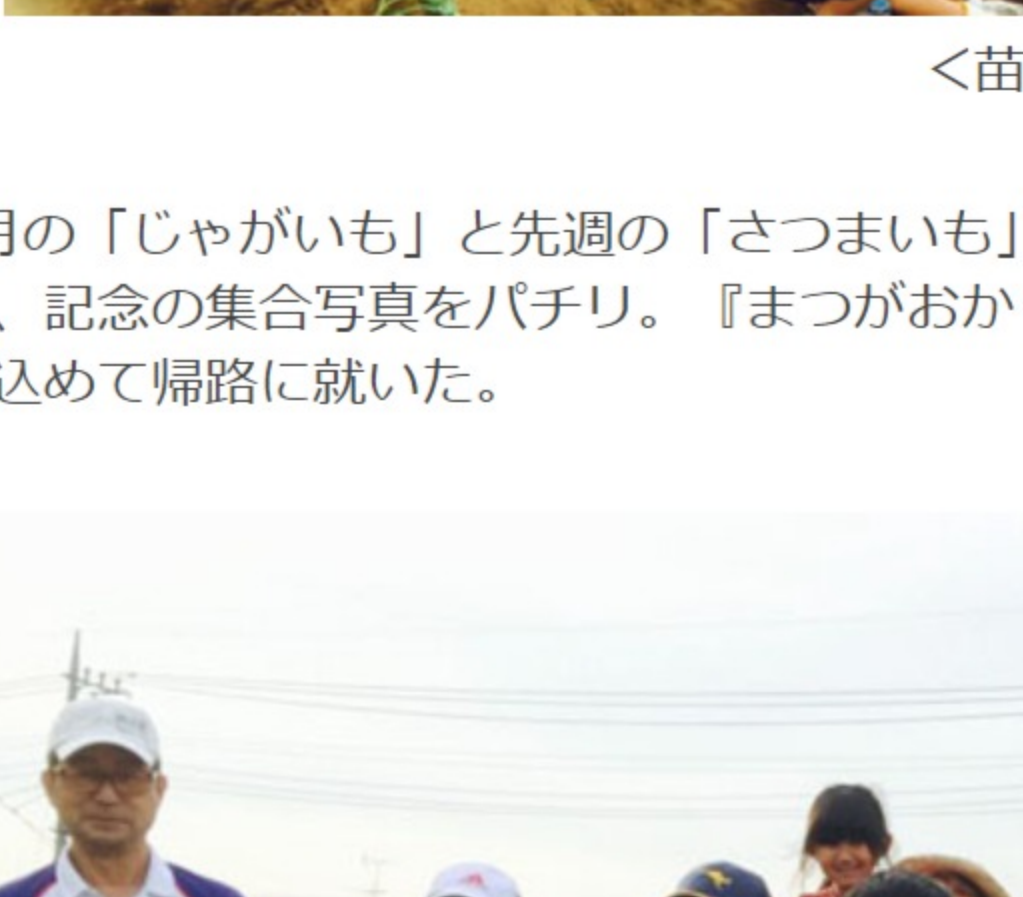 ＜苗
月の「じゃがいも」と先週の「さつまいも」
、記念の集合写真をパチリ。『まつがおか
込めて帰路に就いた。